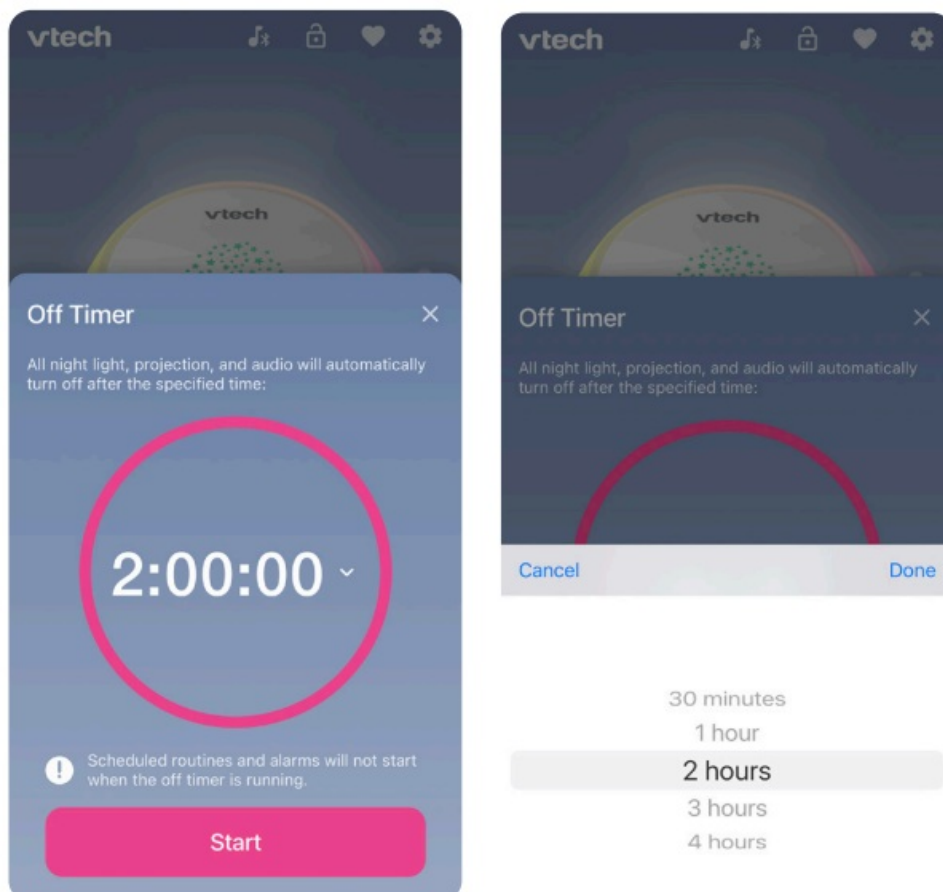 vtech
vtech
Off Timer
All night light, projection, and audio will automatically
turn off after the specified time:
2:00:00
Scheduled routines and alarms will not start
when the off timer is running.
Start
vtech
vtech
Off Timer
All night light, projection, and audio will automatically
turn off after the specified time:
Cancel Done
30 minutes
1 hour
2 hours
3 hours
4 hours